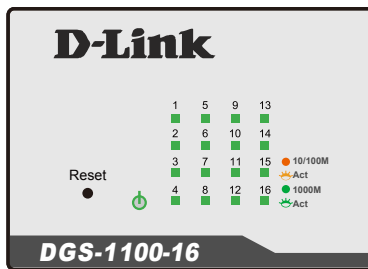 D-Link
1 5 9 13
2 6 10 14
3 7 11 15 10/100M
Reset Act
4 8 12 16 1000M
Act
DGS-1100-16